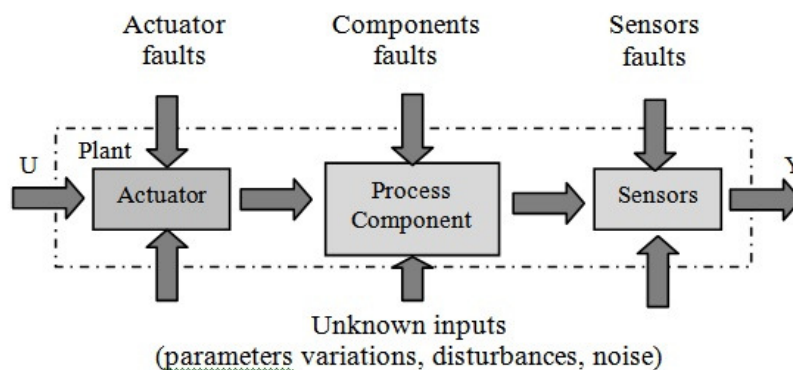 Actuator
faults
Components
faults
Sensors
faults
U
Plant
Actuator
Process
Component
Sensors
Y
Unknown inputs
(parameters variations, disturbances, noise)